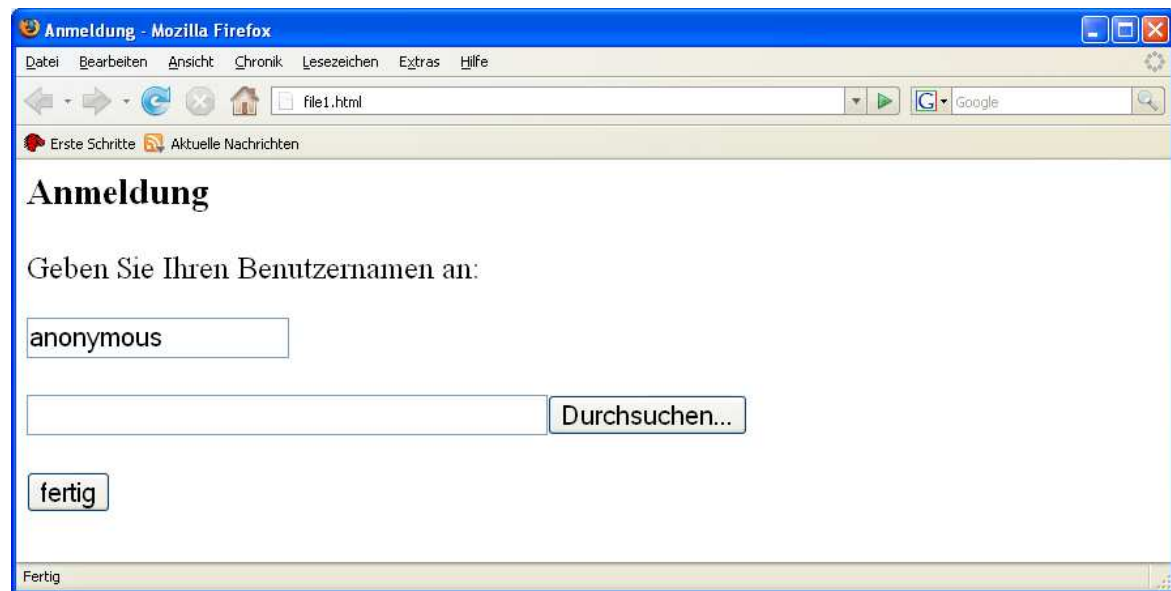 Anmeldung - Mozilla Firefox
Datei Bearbeiten Ansicht Chronik Lesezeichen Extras Hilfe
file1.html G Google
Erste Schritte Aktuelle Nachrichten
Anmeldung
Geben Sie Ihren Benutzernamen an:
anonymous
Durchsuchen...
fertig
Fertig